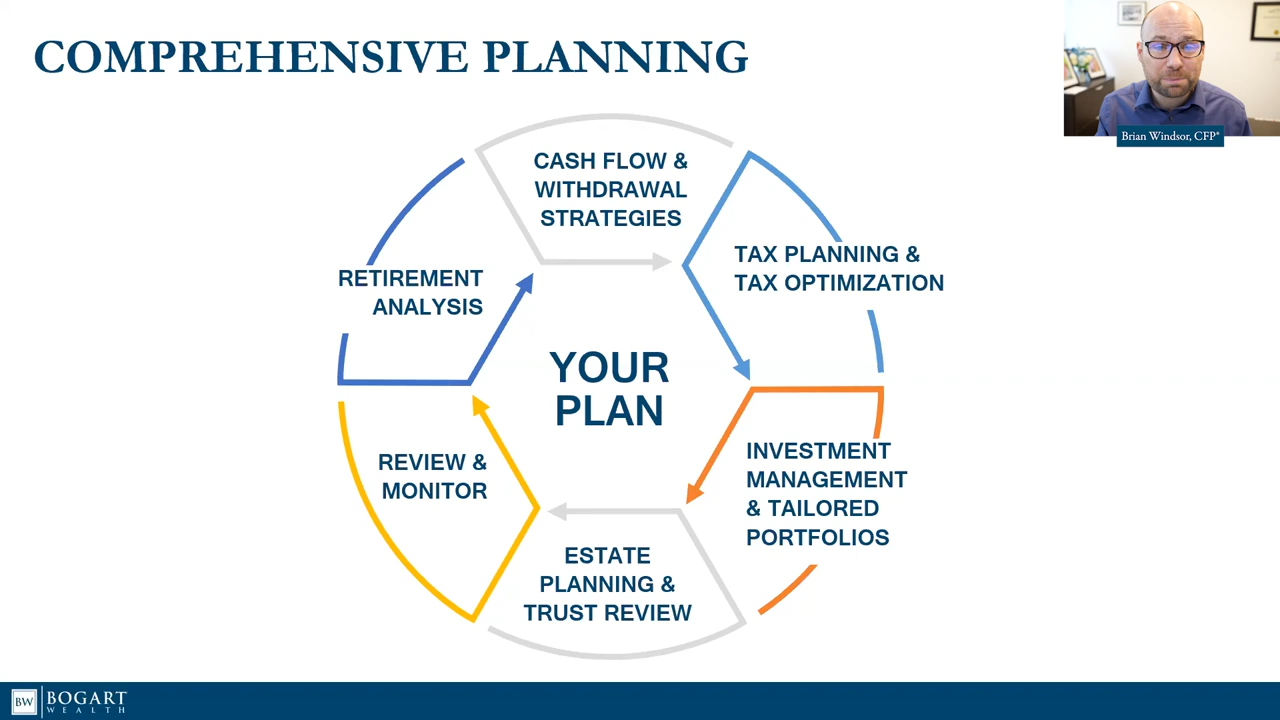 COMPREHENSIVE PLANNING
Brian Windsor, CFP®
CASH FLOW &
WITHDRAWAL
STRATEGIES
TAX PLANNING &
TAX OPTIMIZATION
RETIREMENT
ANALYSIS
YOUR
PLAN
INVESTMENT
MANAGEMENT
& TAILORED
PORTFOLIOS
REVIEW &
MONITOR
ESTATE
PLANNING &
TRUST REVIEW
BW
BOGART
WEALTH